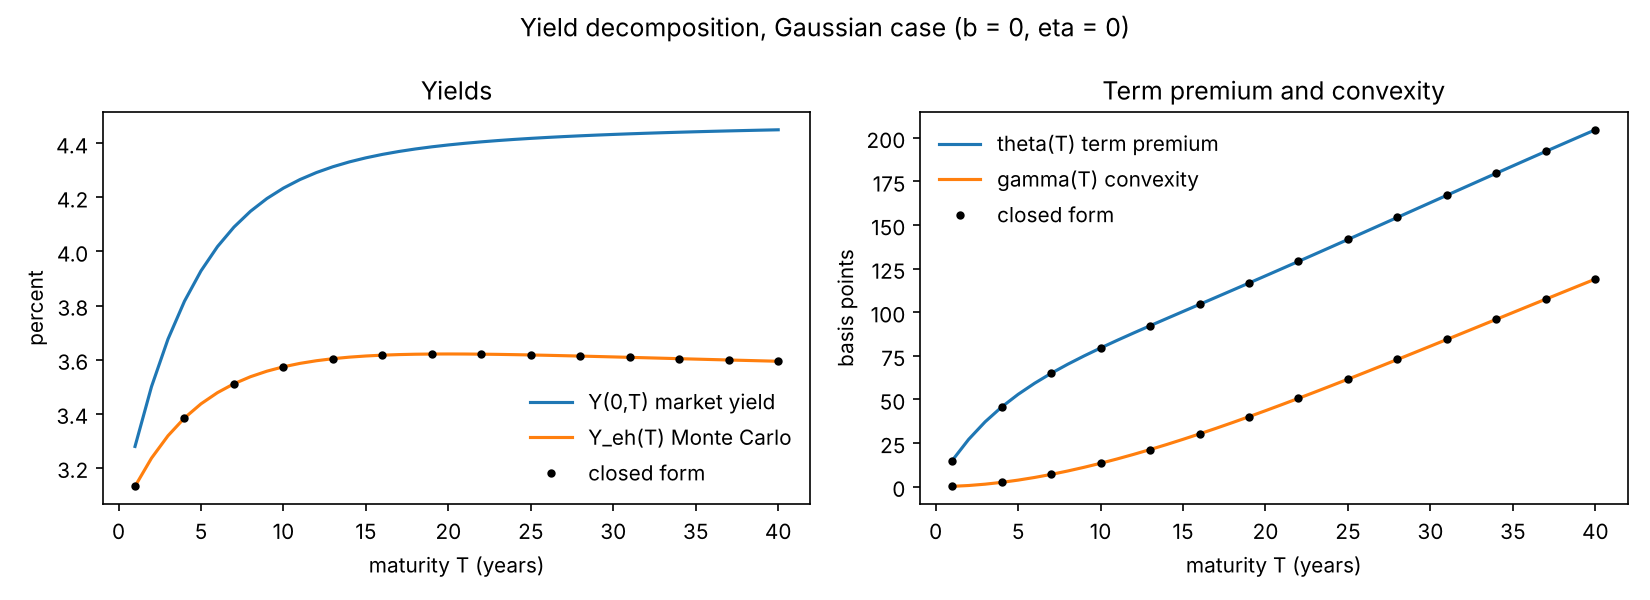 Yield decomposition, Gaussian case (b = 0, eta = 0)
Yields
percent
4.4
4.2
4.0
3.8
3.6
3.4
3.2
Y(0,T) market yield
Y_eh(T) Monte Carlo
closed form
0 5 10 15 20 25 30 35 40
maturity T (years)
Term premium and convexity
basis points
200
175
150
125
100
75
50
25
0
theta(T) term premium
gamma(T) convexity
closed form
0 5 10 15 20 25 30 35 40
maturity T (years)